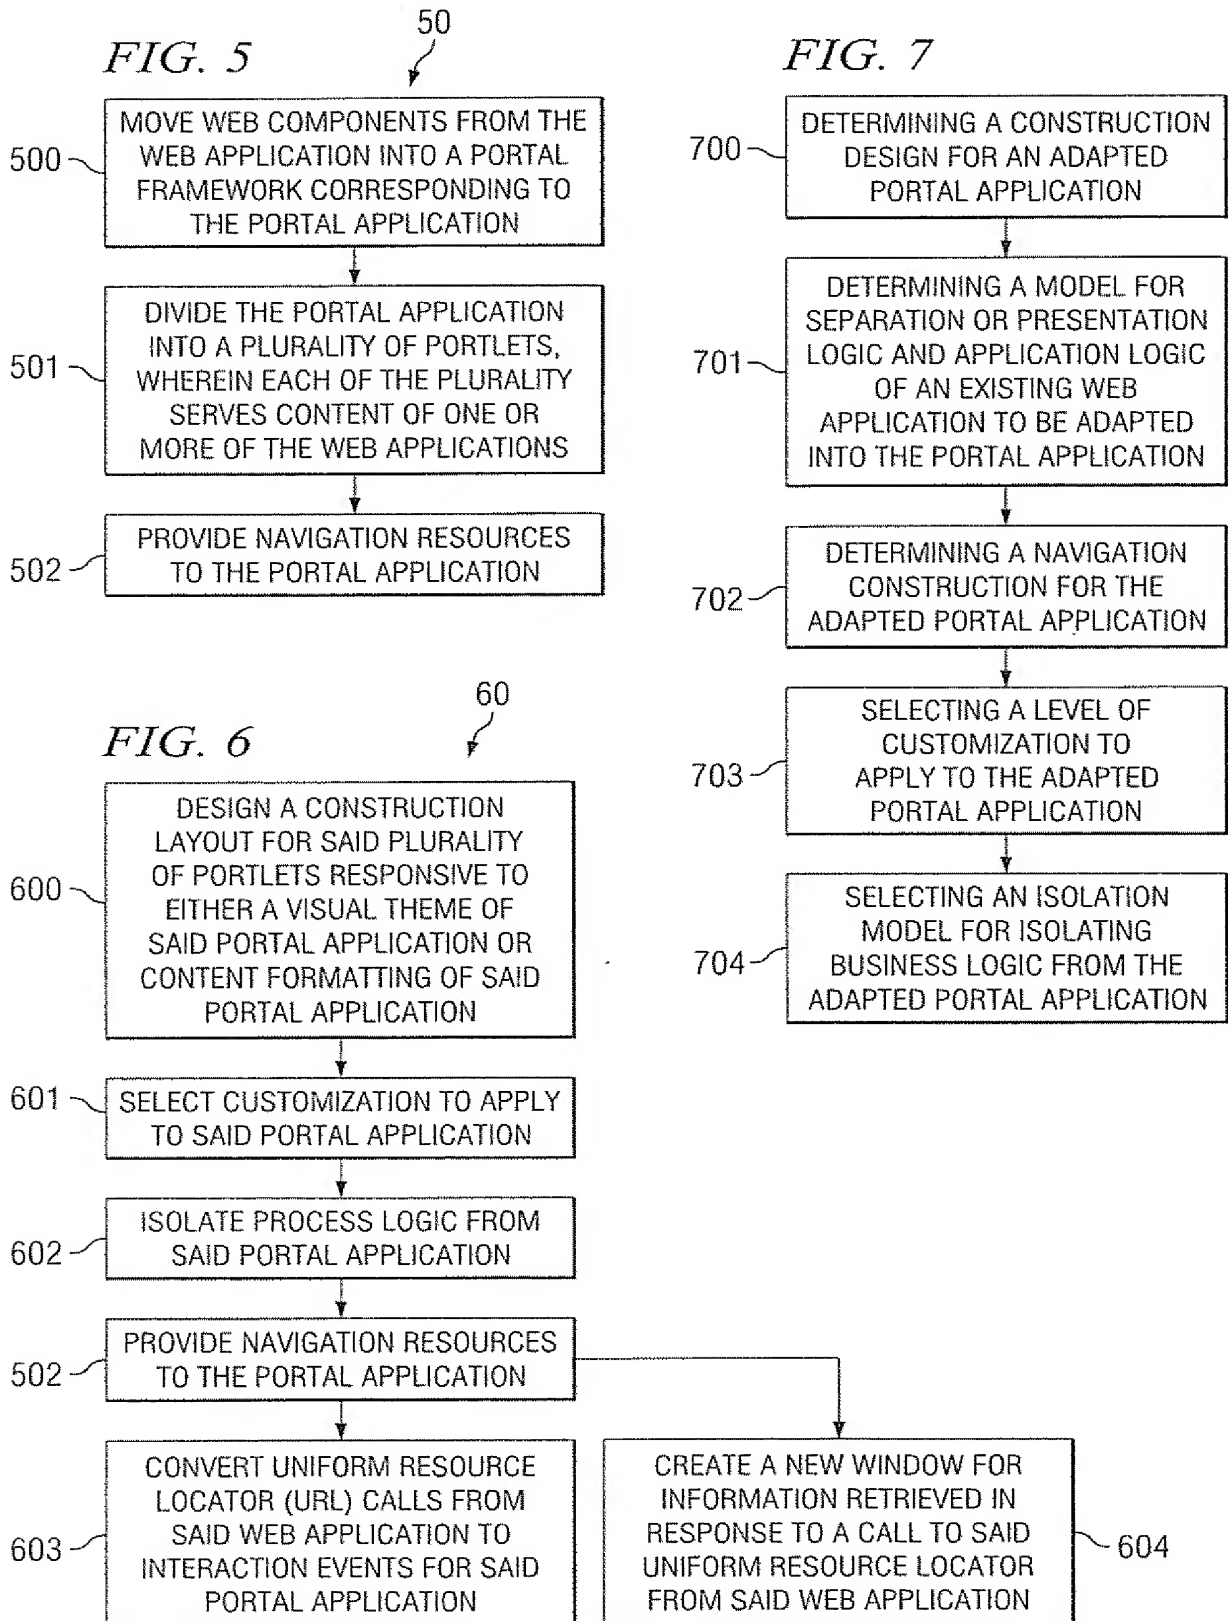 FIG. 5
50
500
MOVE WEB COMPONENTS FROM THE
WEB APPLICATION INTO A PORTAL
FRAMEWORK CORRESPONDING TO
THE PORTAL APPLICATION
501
DIVIDE THE PORTAL APPLICATION
INTO A PLURALITY OF PORTLETS,
WHEREIN EACH OF THE PLURALITY
SERVES CONTENT OF ONE OR
MORE OF THE WEB APPLICATIONS
502
PROVIDE NAVIGATION RESOURCES
TO THE PORTAL APPLICATION
FIG. 6
60
600
DESIGN A CONSTRUCTION
LAYOUT FOR SAID PLURALITY
OF PORTLETS RESPONSIVE TO
EITHER A VISUAL THEME OF
SAID PORTAL APPLICATION OR
CONTENT FORMATTING OF SAID
PORTAL APPLICATION
601
SELECT CUSTOMIZATION TO APPLY
TO SAID PORTAL APPLICATION
602
ISOLATE PROCESS LOGIC FROM
SAID PORTAL APPLICATION
502
PROVIDE NAVIGATION RESOURCES
TO THE PORTAL APPLICATION
603
CONVERT UNIFORM RESOURCE
LOCATOR (URL) CALLS FROM
SAID WEB APPLICATION TO
INTERACTION EVENTS FOR SAID
PORTAL APPLICATION
CREATE A NEW WINDOW FOR
INFORMATION RETRIEVED IN
RESPONSE TO A CALL TO SAID
UNIFORM RESOURCE LOCATOR
FROM SAID WEB APPLICATION
604
FIG. 7
700
DETERMINING A CONSTRUCTION
DESIGN FOR AN ADAPTED
PORTAL APPLICATION
701
DETERMINING A MODEL FOR
SEPARATION OR PRESENTATION
LOGIC AND APPLICATION LOGIC
OF AN EXISTING WEB
APPLICATION TO BE ADAPTED
INTO THE PORTAL APPLICATION
702
DETERMINING A NAVIGATION
CONSTRUCTION FOR THE
ADAPTED PORTAL APPLICATION
703
SELECTING A LEVEL OF
CUSTOMIZATION TO
APPLY TO THE ADAPTED
PORTAL APPLICATION
704
SELECTING AN ISOLATION
MODEL FOR ISOLATING
BUSINESS LOGIC FROM THE
ADAPTED PORTAL APPLICATION